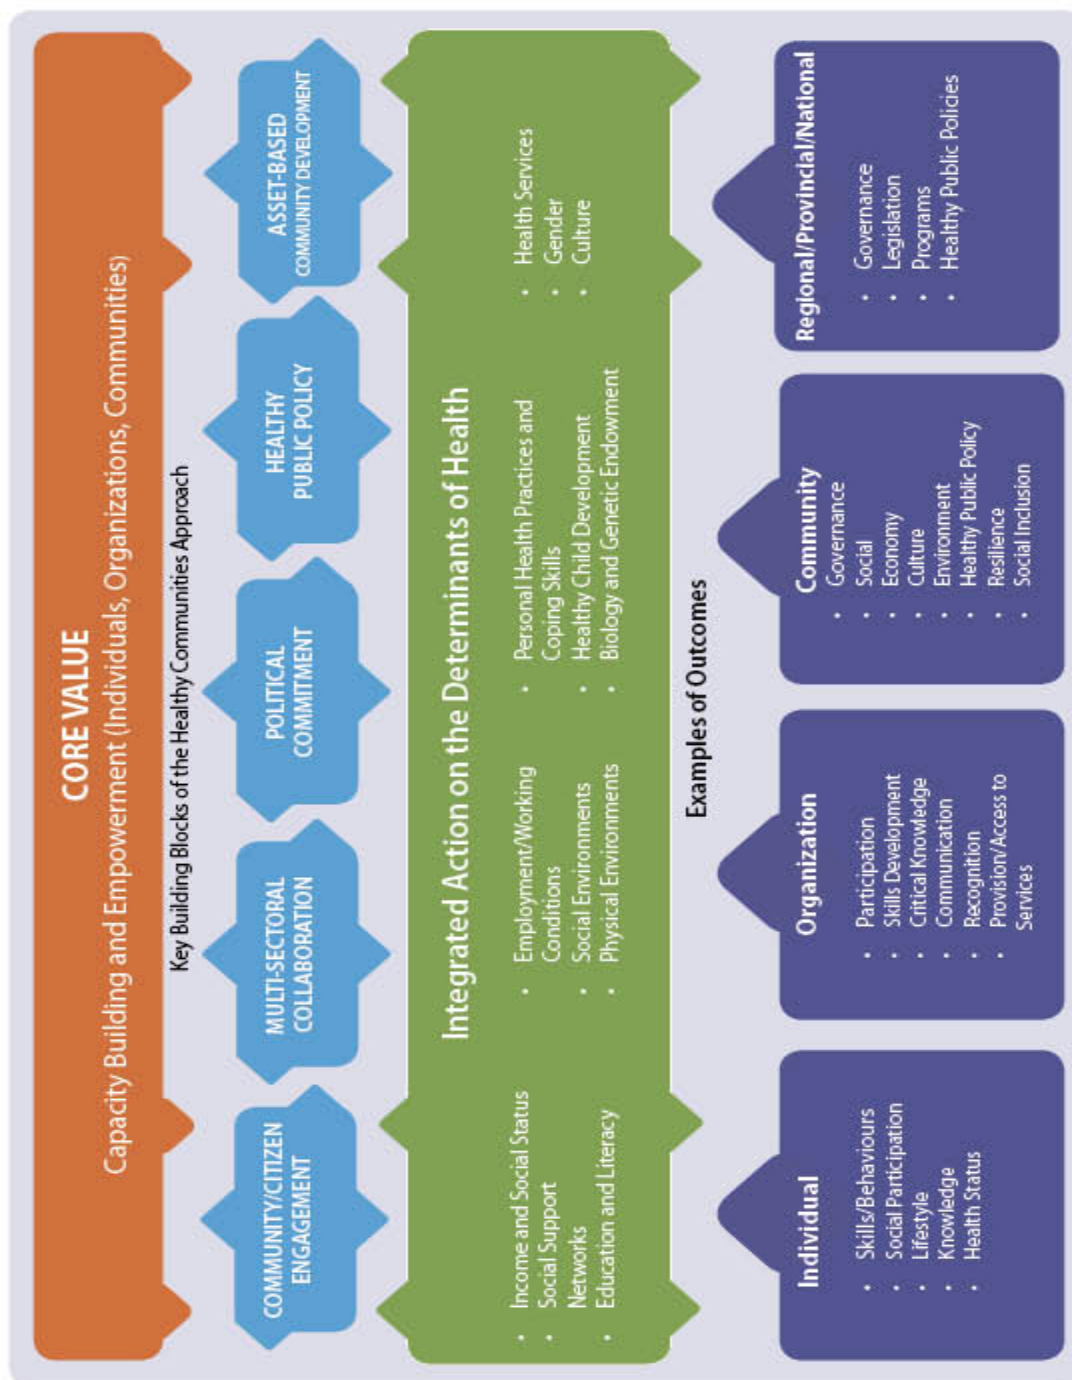 CORE VALUE
Capacity Building and Empowerment (Individuals, Organizations, Communities)
Key Building Blocks of the Healthy Communities Approach
COMMUNITY/CITIZEN
ENGAGEMENT
MULTI-SECTORAL
COLLABORATION
POLITICAL
COMMITMENT
HEALTHY
PUBLIC POLICY
ASSET-BASED
COMMUNITY DEVELOPMENT
Integrated Action on the Determinants of Health
• Income and Social Status
• Social Support
Networks
• Education and Literacy
• Employment/Working
Conditions
• Social Environments
• Physical Environments
• Personal Health Practices and
Coping Skills
• Healthy Child Development
• Biology and Genetic Endowment
• Health Services
• Gender
• Culture
Examples of Outcomes
Individual
• Skills/Behaviours
• Social Participation
• Lifestyle
• Knowledge
• Health Status
Organization
• Participation
• Skills Development
• Critical Knowledge
• Communication
• Recognition
• Provision/Access to
Services
Community
• Governance
• Social
• Economy
• Culture
• Environment
• Healthy Public Policy
• Resilience
• Social Inclusion
Regional/Provincial/National
• Governance
• Legislation
• Programs
• Healthy Public Policies